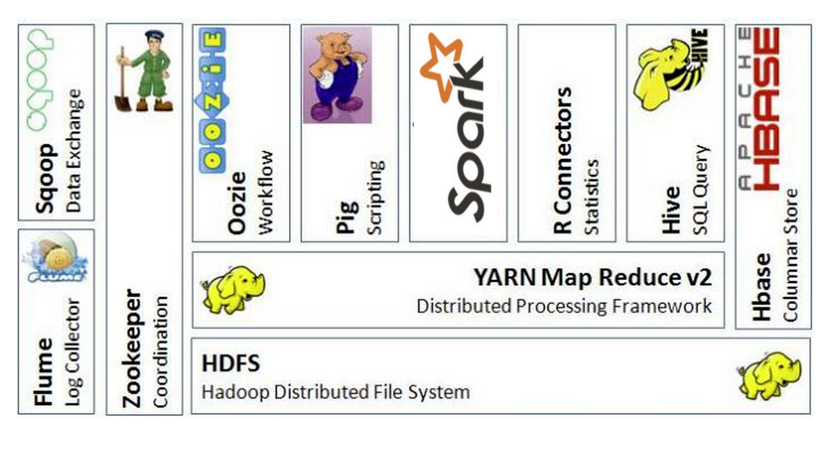 Sqoop
Sqoop
Data Exchange
FLUME
Flume
Log Collector
Zookeeper
Coordination
OOZIE
Oozie
Workflow
Pig
Scripting
Spark
R Connectors
Statistics
HIVE
Hive
SQL Query
APACHE
HBASE
Hbase
Columnar Store
YARN Map Reduce v2
Distributed Processing Framework
HDFS
Hadoop Distributed File System